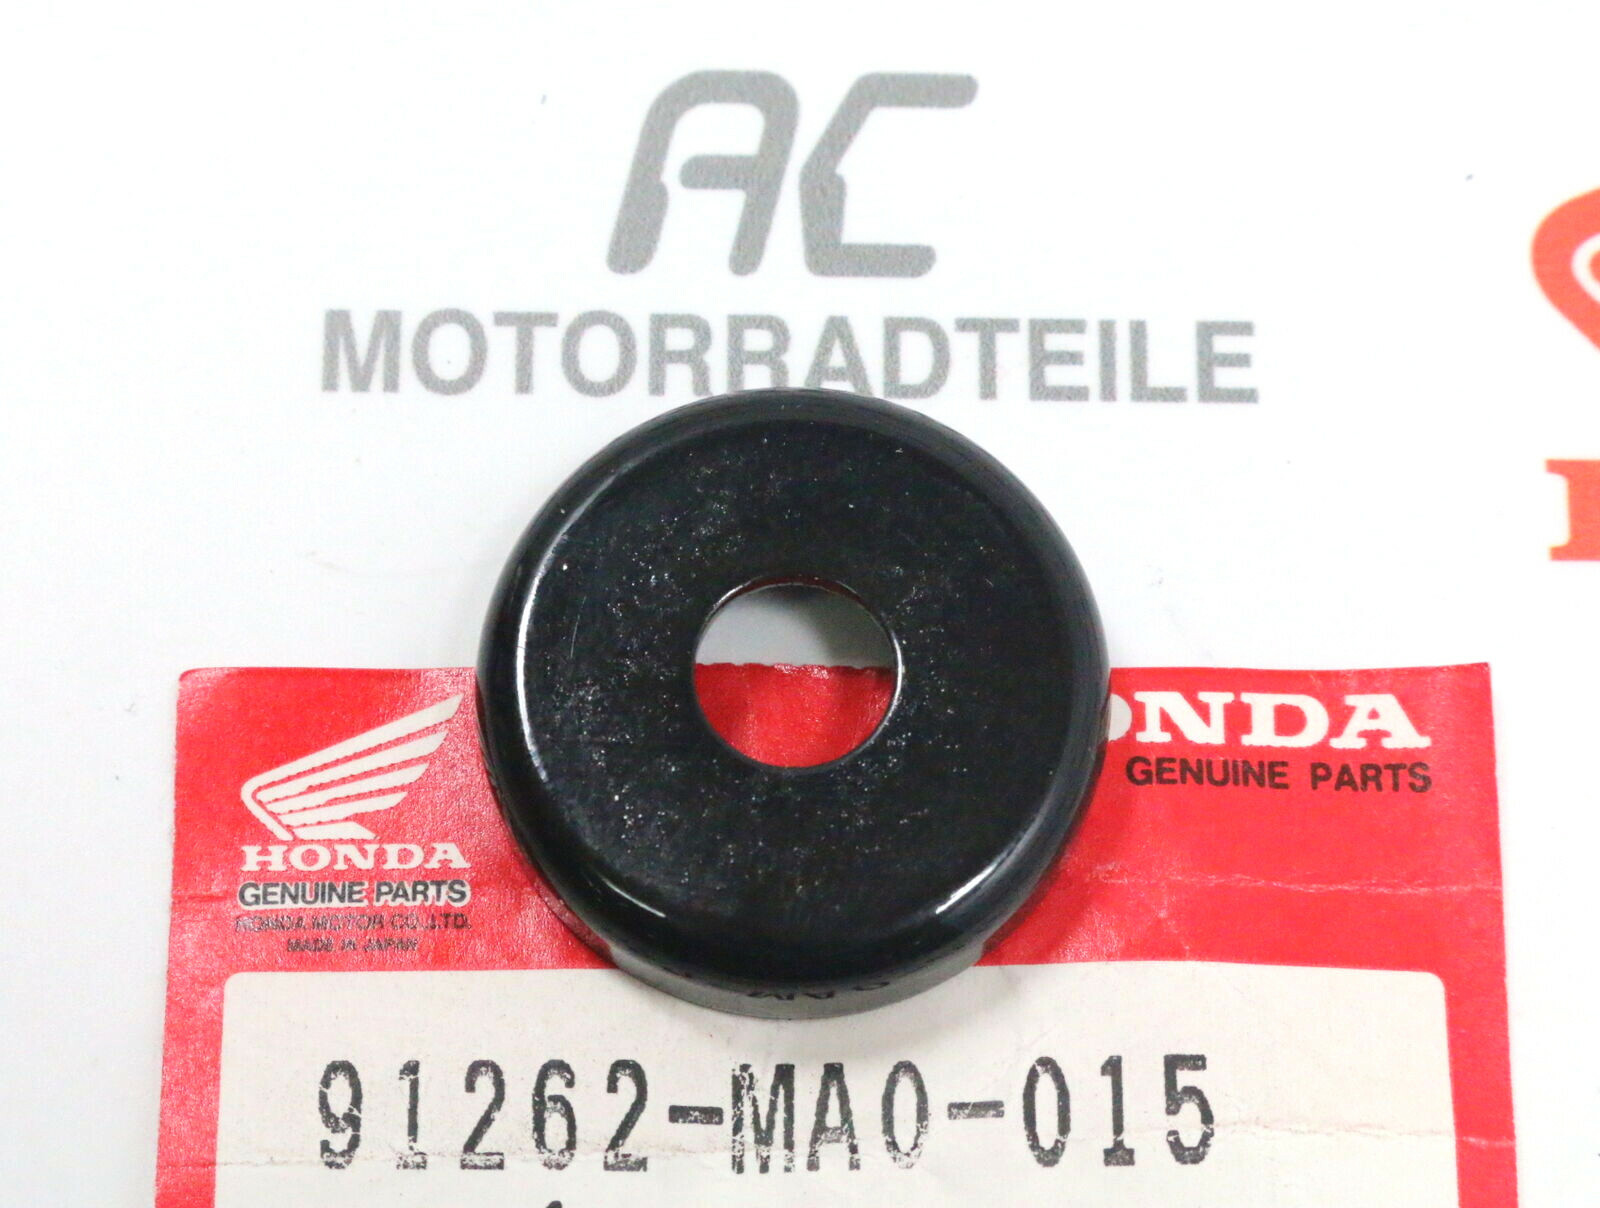 AC
MOTORRADTEILE
HONDA
GENUINE PARTS
HONDA MOTOR CO., LTD.
MADE IN JAPAN
ONDA
GENUINE PARTS
91262-MA0-015